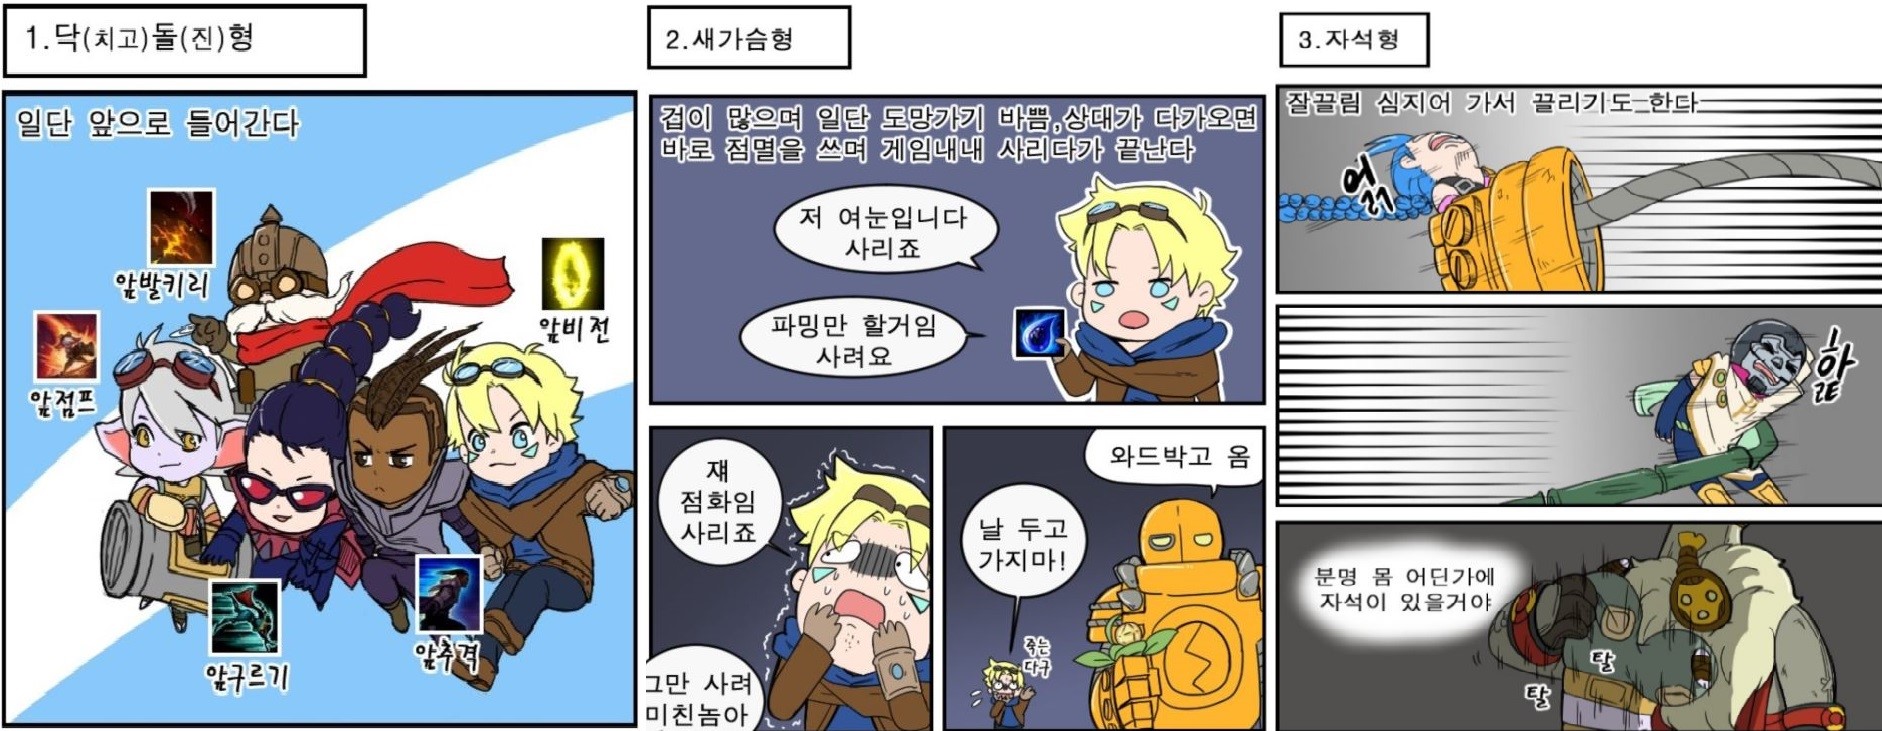 1.닥(치고)돌(진)형
일단 앞으로 들어간다
앞발키리
앞비전
앞점프
앞구르기
앞추격
2.새가슴형
겁이 많으며 일단 도망가기 바쁨,상대가 다가오면
바로 점멸을 쓰며 게임내내 사리다가 끝난다
저 여눈입니다
사리죠
파밍만 할거임
사려요
쟤
점화임
사리죠
그만 사려
미친놈아
와드박고 옴
날 두고
가지마!
죽는
다구
3.자석형
잘끌림 심지어 가서 끌리기도 한다
얽
하앐
분명 몸 어딘가에
자석이 있을거야
탈
탈